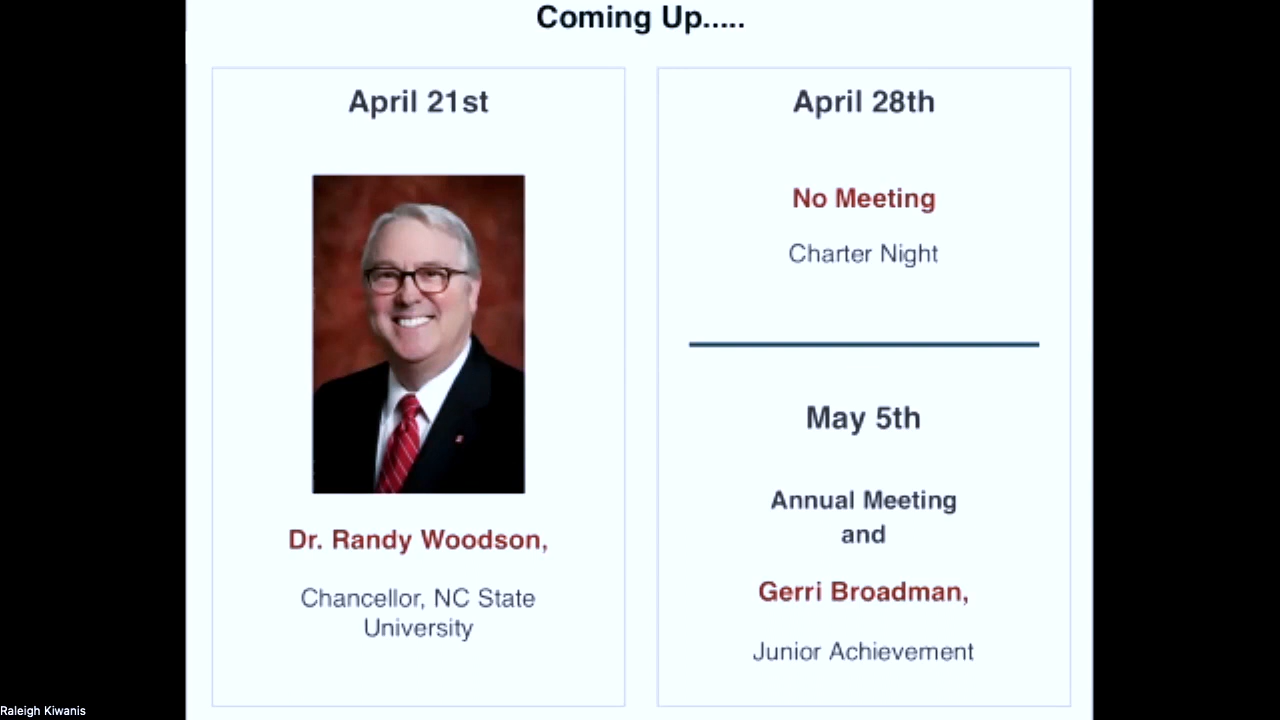 Coming Up.....
April 21st
Dr. Randy Woodson,
Chancellor, NC State
University
April 28th
No Meeting
Charter Night
May 5th
Annual Meeting
and
Gerri Broadman,
Junior Achievement
Raleigh Kiwanis